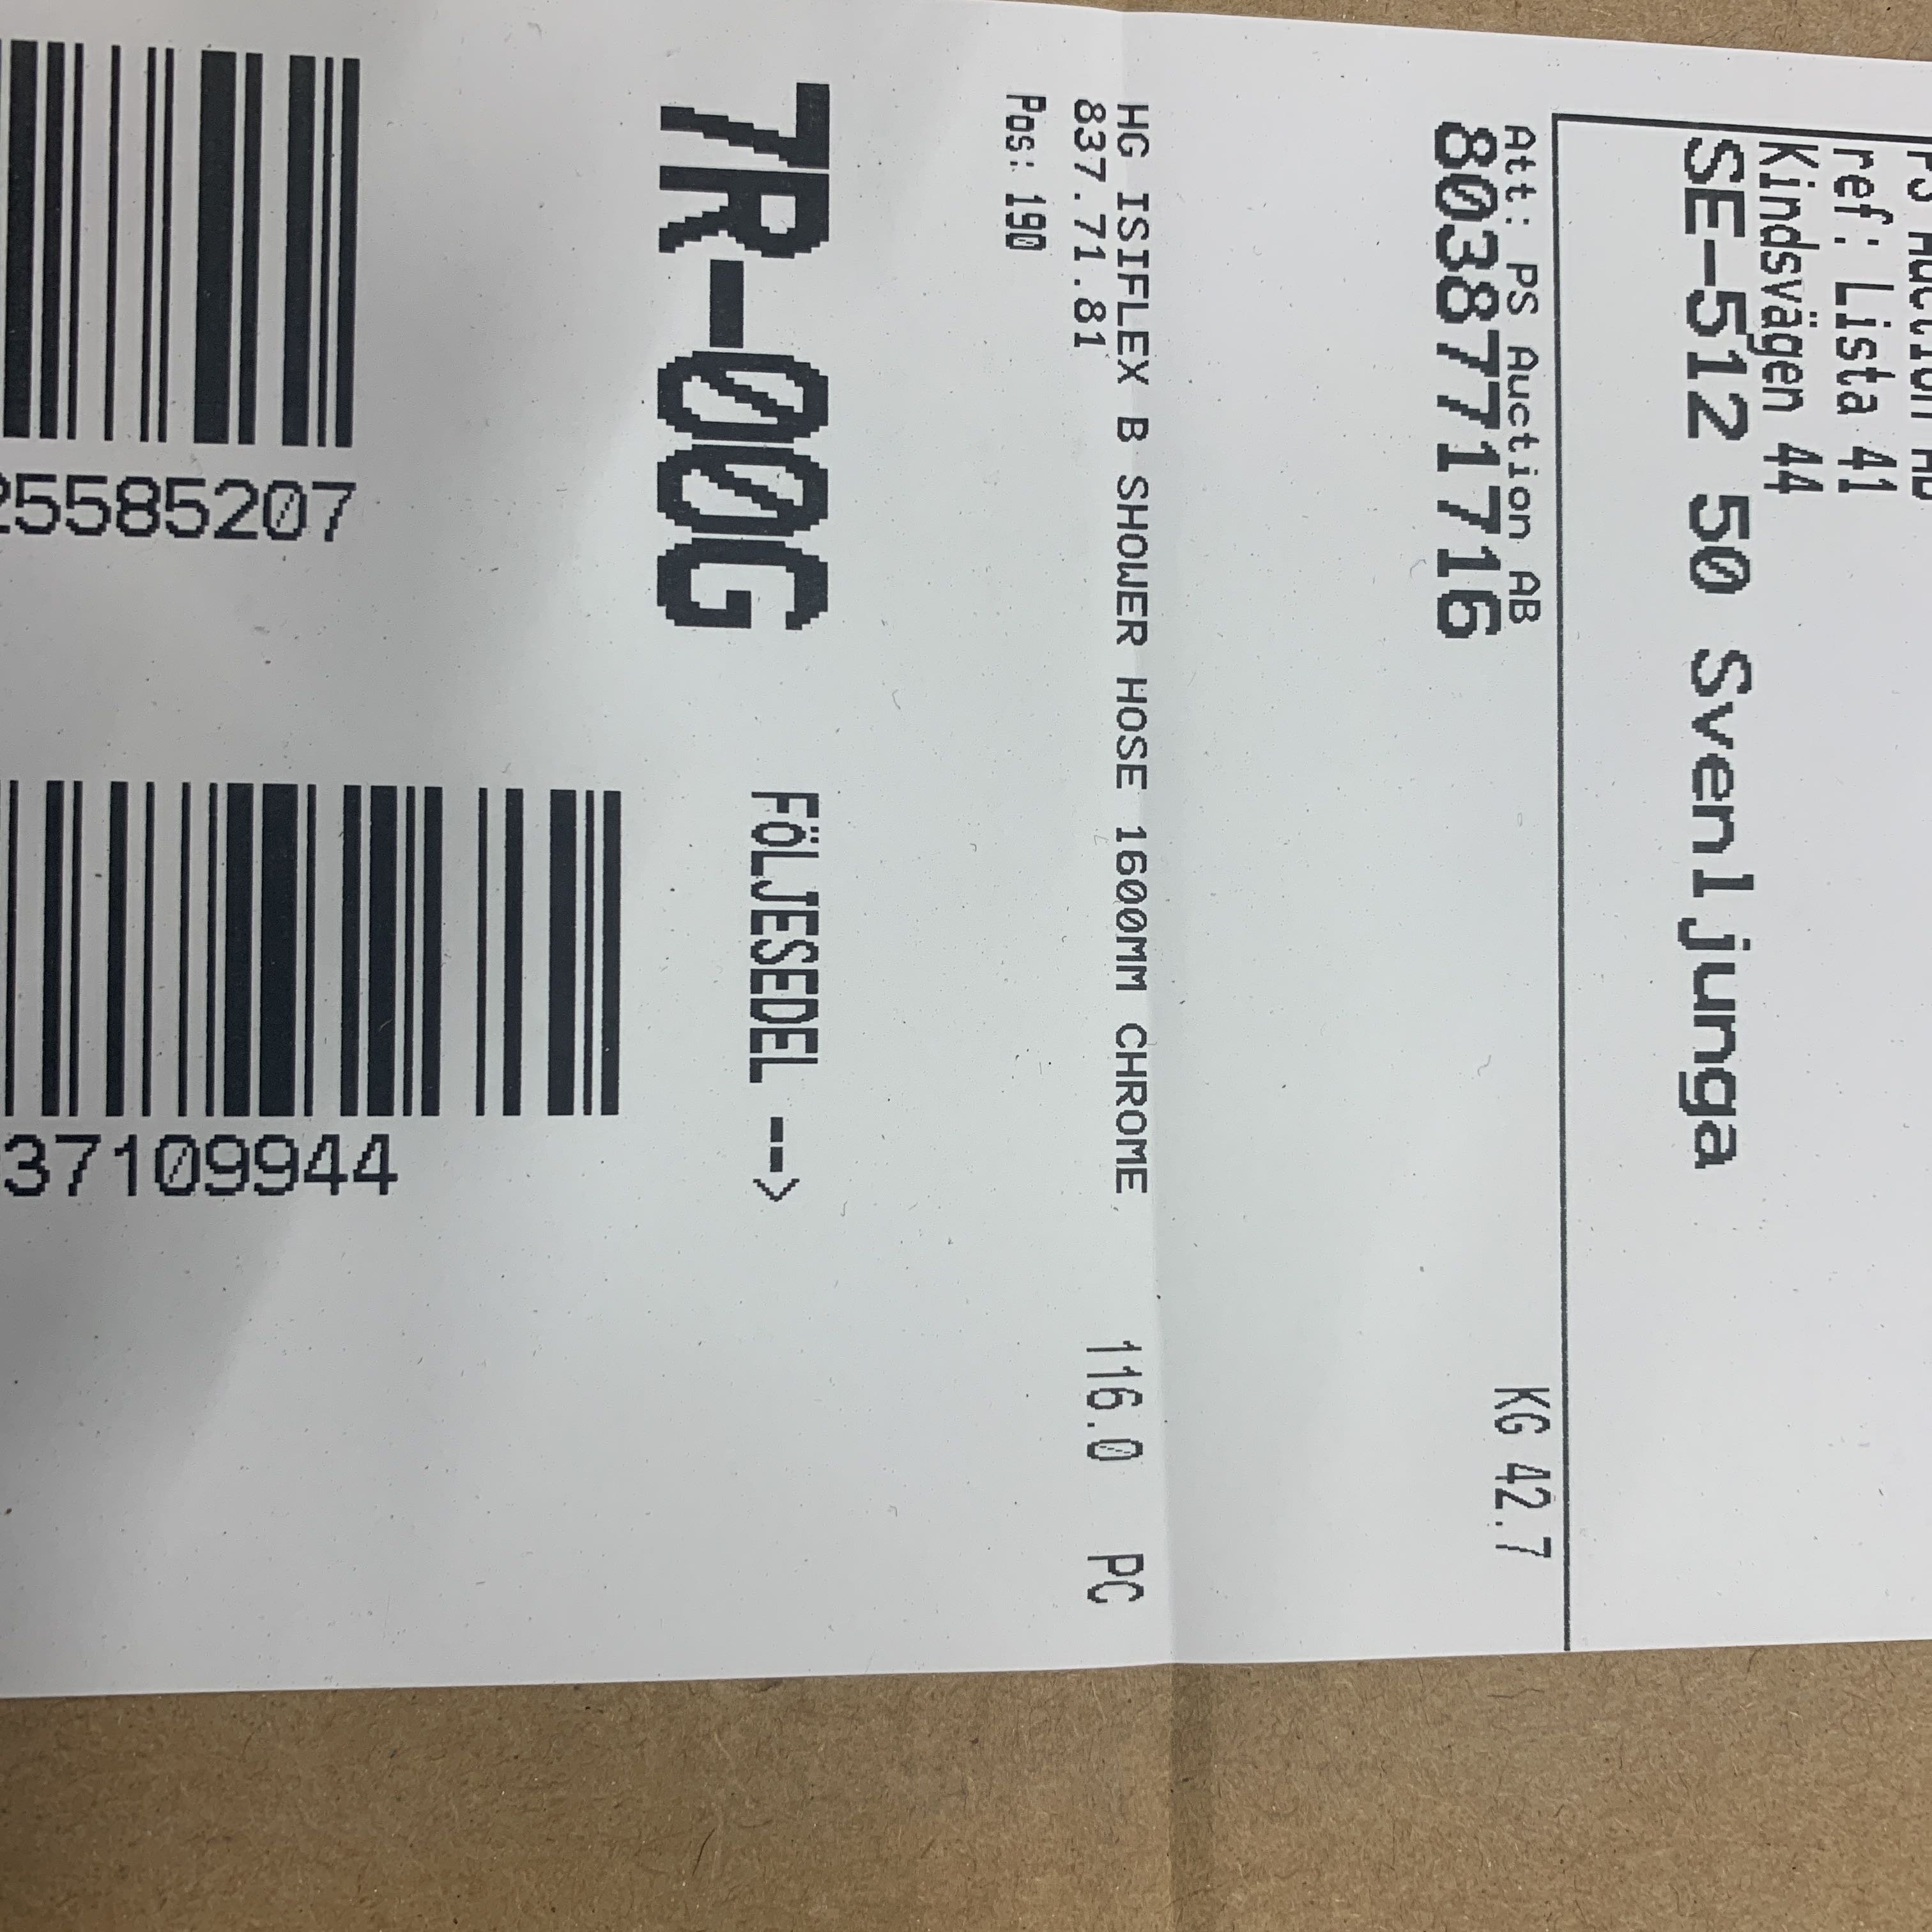 ref: Lista 41
Kindsvägen 44
SE-512 50 Svenljunga
Att: PS Auction AB
8038771716
KG 42.7
HG ISIFLEX B SHOWER HOSE 1600MM CHROME
116.0 PC
837.71.81
Pos: 190
7R-00G
FÖLJESEDEL -->
25585207
37109944